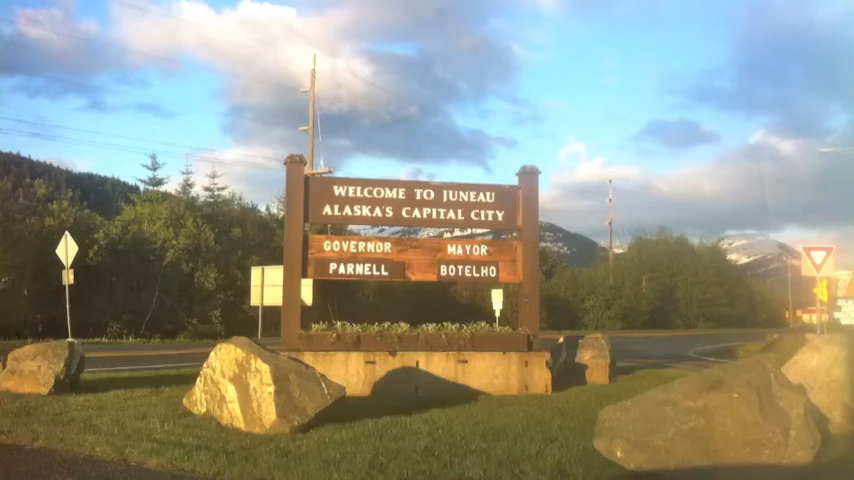 WELCOME TO JUNEAU
ALASKA'S CAPITAL CITY
GOVERNOR MAYOR
PARNELL BOTELHO